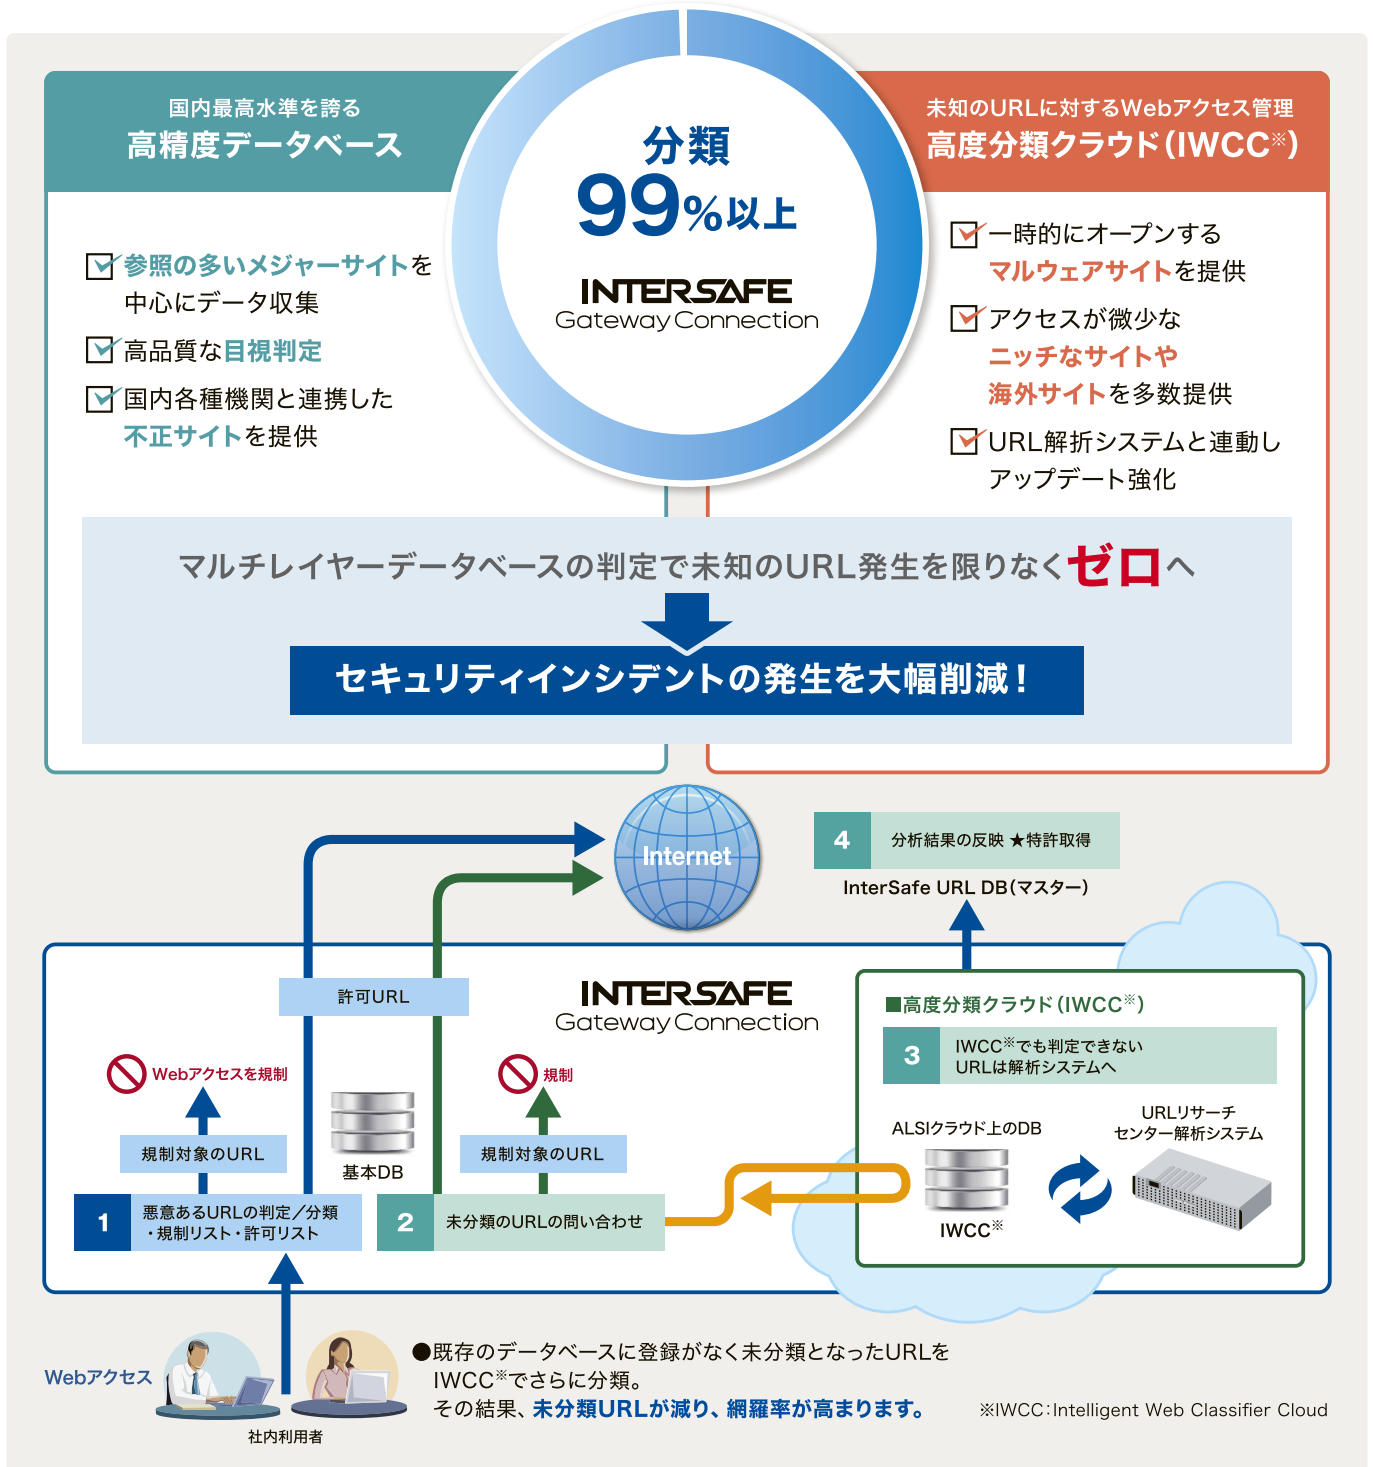 国内最高水準を誇る
高精度データベース
参照の多いメジャーサイトを
中心にデータ収集
高品質な目視判定
国内各種機関と連携した
不正サイトを提供
分類
99%以上
INTERSAFE
Gateway Connection
未知のURLに対するWebアクセス管理
高度分類クラウド(IWCC※)
一時的にオープンする
マルウェアサイトを提供
アクセスが微少な
ニッチなサイトや
海外サイトを多数提供
URL解折システムと連動し
アップデート強化
マルチレイヤーデータベースの判定で未知のURL発生を限りなくゼロへ
セキュリティインシデントの発生を大幅削減!
Internet
4 分析結果の反映 ★特許取得
InterSafe URL DB(マスター)
許可URL
INTERSAFE
Gateway Connection
■高度分類クラウド(IWCC※)
3 IWCC※でも判定できない
URLは解析システムへ
Webアクセスを規制
規制
規制対象のURL
基本DB
規制対象のURL
ALSIクラウド上のDB
IWCC※
URLリサーチ
センター解析システム
1 悪意あるURLの判定／分類
・規制リスト・許可リスト
2 未分類のURLの問い合わせ
Webアクセス
社内利用者
●既存のデータベースに登録がなく未分類となったURLを
IWCC※でさらに分類。
その結果、未分類URLが減り、網羅率が高まります。
※IWCC:Intelligent Web Classifier Cloud